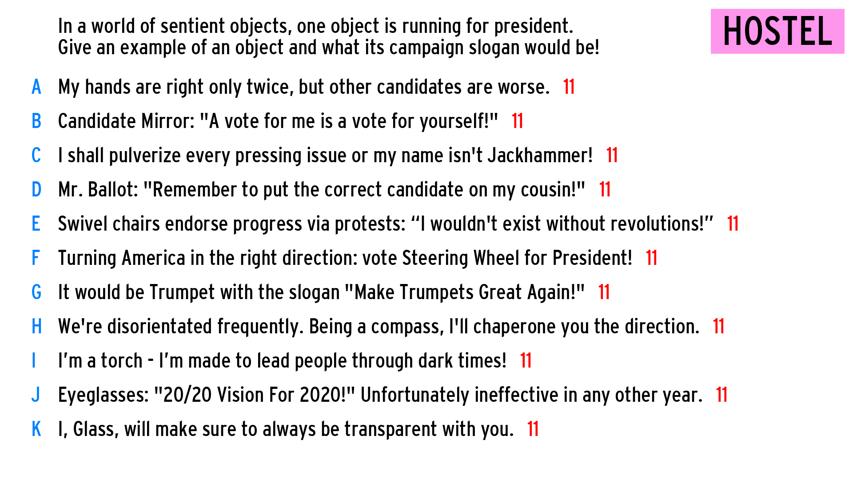 In a world of sentient objects, one object is running for president.
Give an example of an object and what its campaign slogan would be!
HOSTEL
A My hands are right only twice, but other candidates are worse. 11
B Candidate Mirror: "A vote for me is a vote for yourself!" 11
C I shall pulverize every pressing issue or my name isn't Jackhammer! 11
D Mr. Ballot: "Remember to put the correct candidate on my cousin!" 11
E Swivel chairs endorse progress via protests: “I wouldn't exist without revolutions!” 11
F Turning America in the right direction: vote Steering Wheel for President! 11
G It would be Trumpet with the slogan "Make Trumpets Great Again!" 11
H We're disorientated frequently. Being a compass, I'll chaperone you the direction. 11
I I’m a torch - I’m made to lead people through dark times! 11
J Eyeglasses: "20/20 Vision For 2020!" Unfortunately ineffective in any other year. 11
K I, Glass, will make sure to always be transparent with you. 11